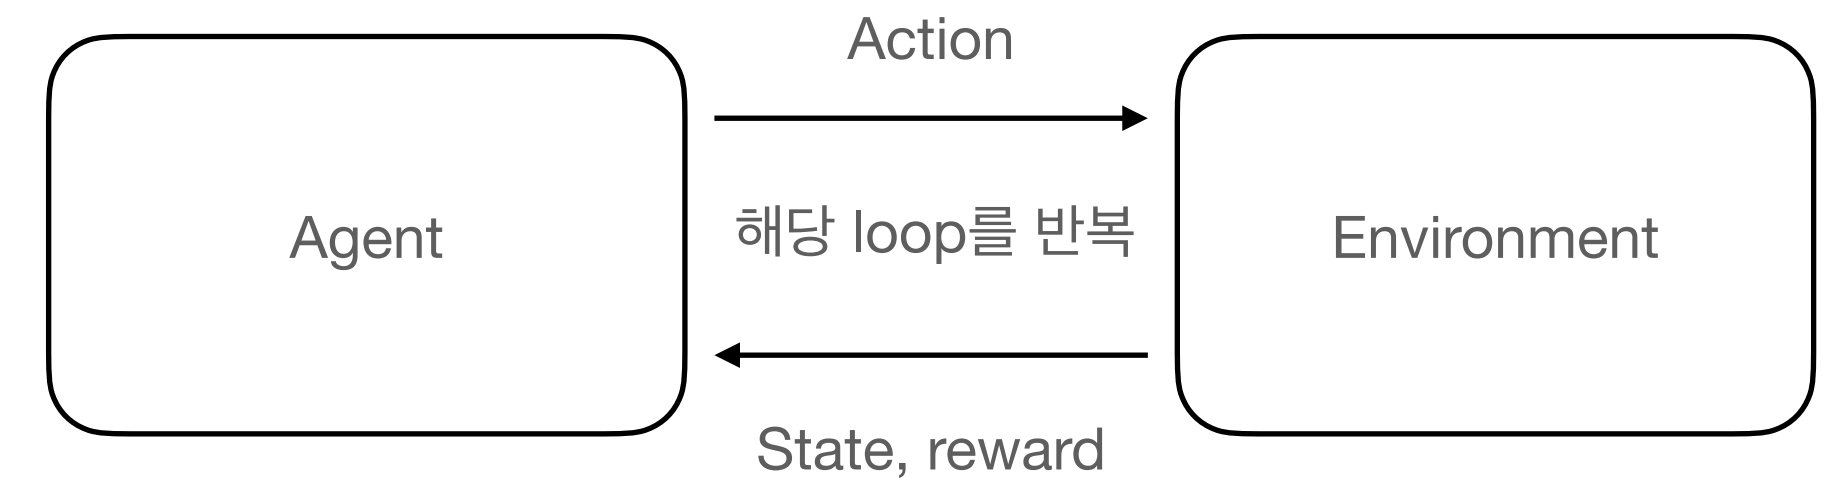 Action
Agent
해당 loop를 반복
Environment
State, reward